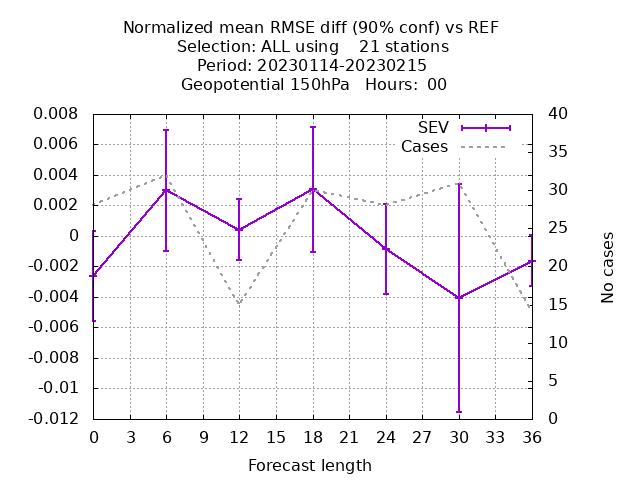 Normalized mean RMSE diff (90% conf) vs REF
Selection: ALL using    21 stations
Period: 20230114-20230215
Geopotential 150hPa   Hours:  00
0.008
0.006
0.004
0.002
0
-0.002
-0.004
-0.006
-0.008
-0.01
-0.012
SEV
Cases
40
35
30
25
20
15
10
5
0
No cases
0 3 6 9 12 15 18 21 24 27 30 33 36
Forecast length